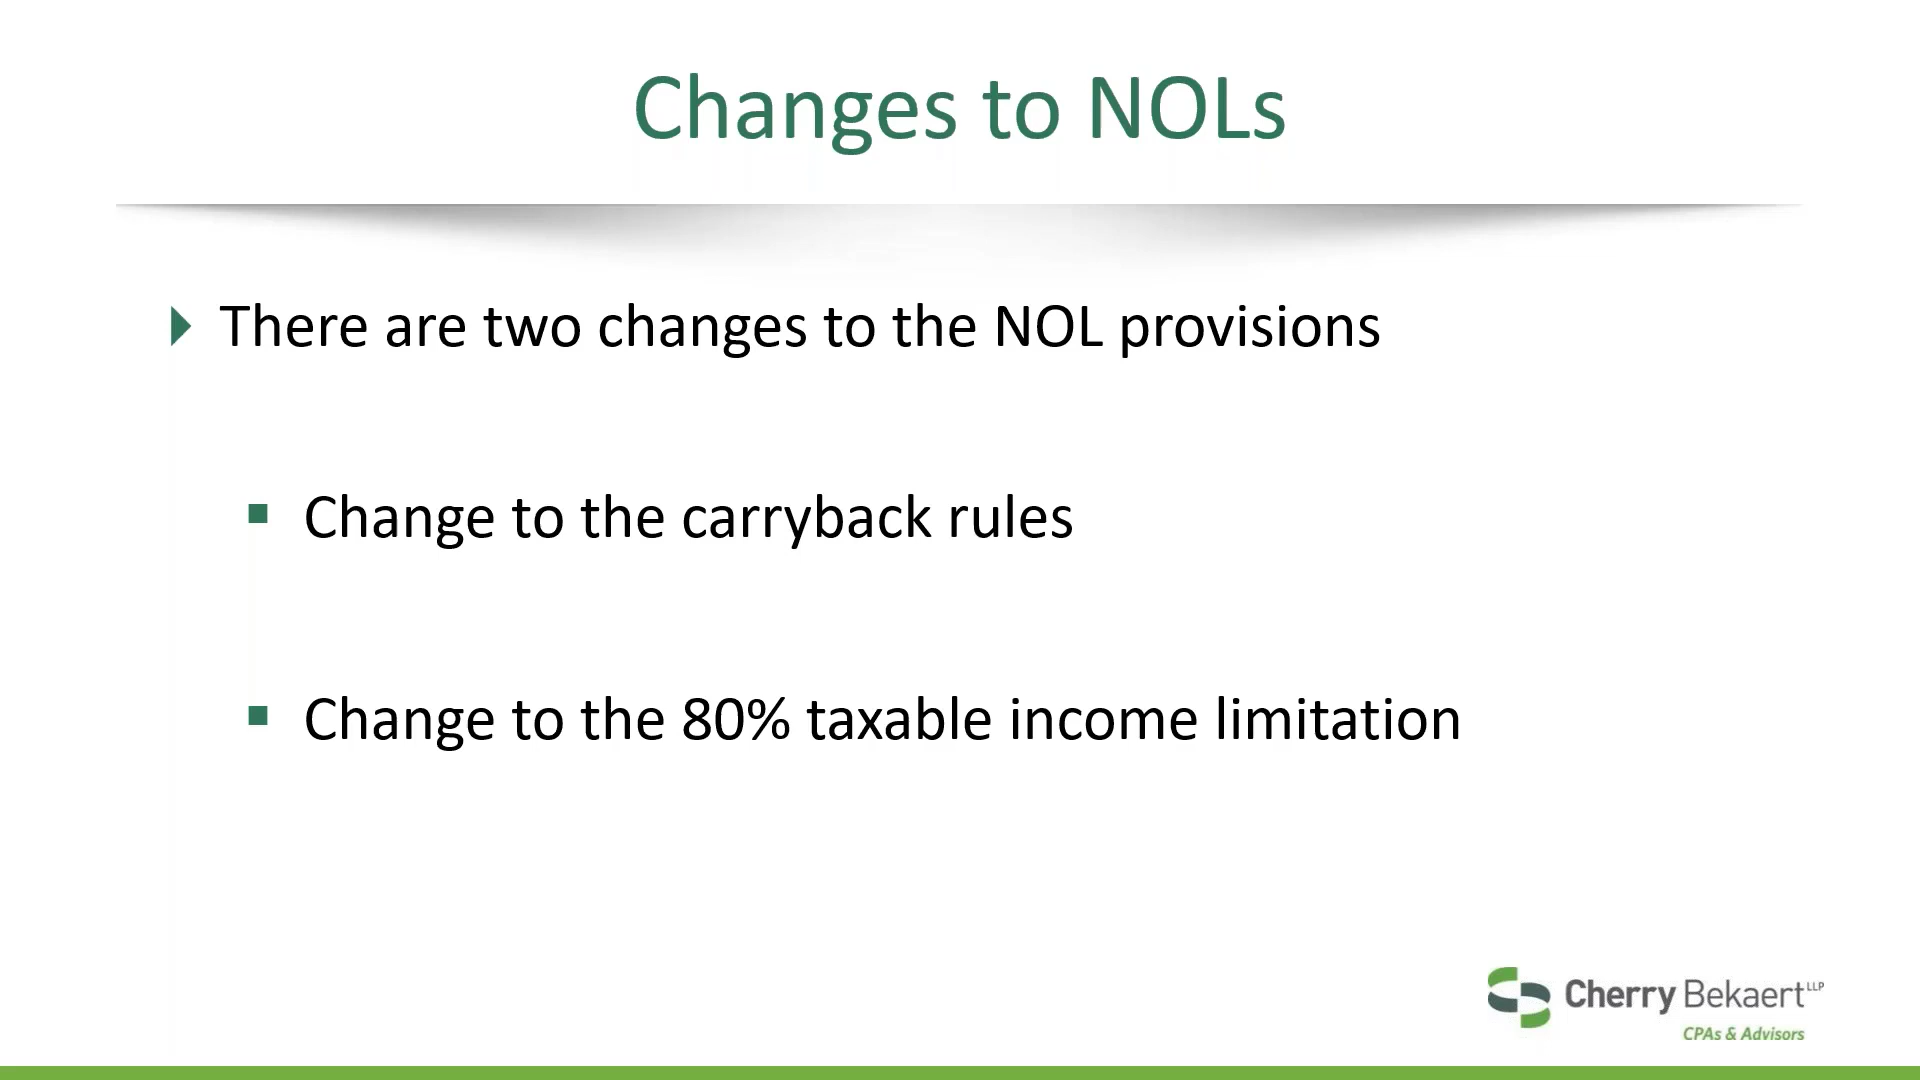 Changes to NOLs
There are two changes to the NOL provisions
Change to the carryback rules
Change to the 80% taxable income limitation
Cherry Bekaert LLP
CPAs & Advisors